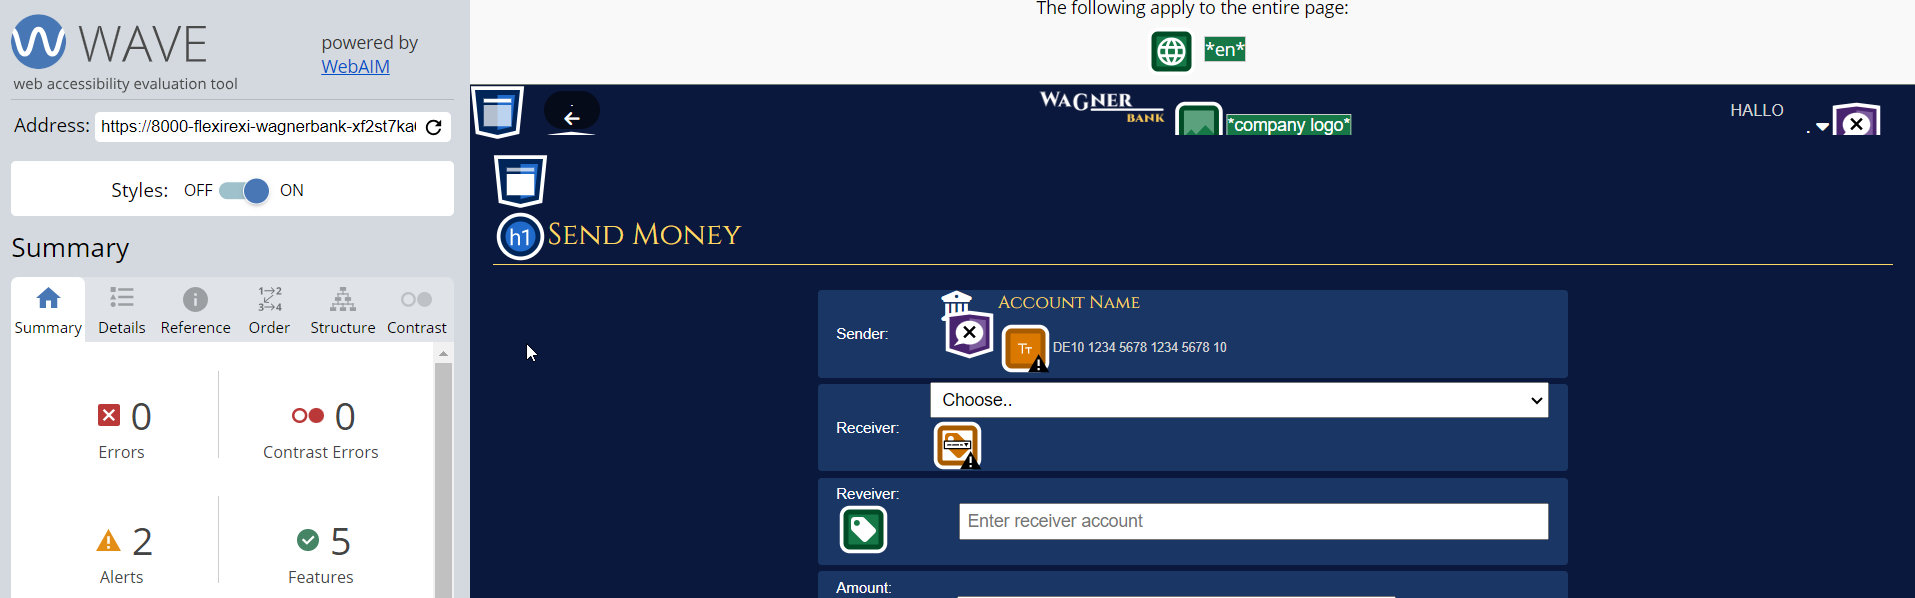 WAVE
powered by
WebAIM
web accessibility evaluation tool
Address: https://8000-flexirexi-wagnerbank-xf2st7ka
Styles: OFF ON
Summary
Summary Details Reference Order Structure Contrast
0 Errors
0 Contrast Errors
2 Alerts
5 Features
The following apply to the entire page:
*en*
WAGNER
BANK
*company logo*
HALLO
h1 SEND MONEY
Sender:
ACCOUNT NAME
DE10 1234 5678 1234 5678 10
Receiver:
Choose..
Reveiver:
Enter receiver account
Amount: